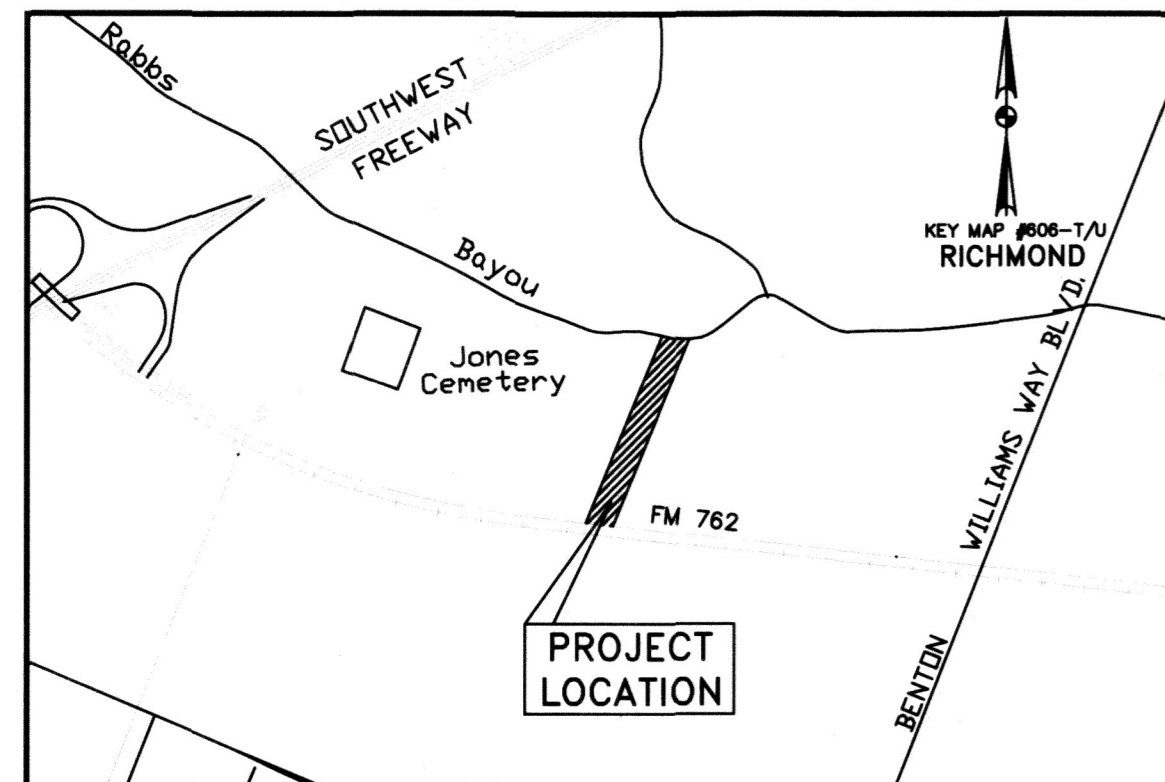 Rabbs
SOUTHWEST
FREEWAY
KEY MAP #606-T/U
RICHMOND
Bayou
WILLIAMS WAY BLVD.
Jones
Cemetery
FM 762
PROJECT
LOCATION
BENTON